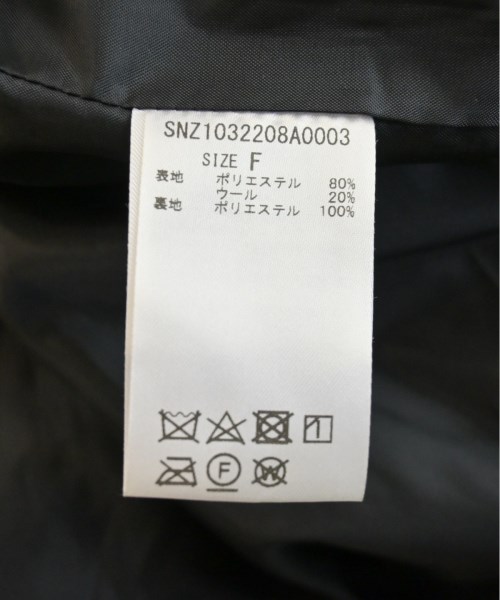 SNZ1032208A0003
SIZE F
表地 ポリエステル 80%
ウール 20%
裏地 ポリエステル 100%
F
W